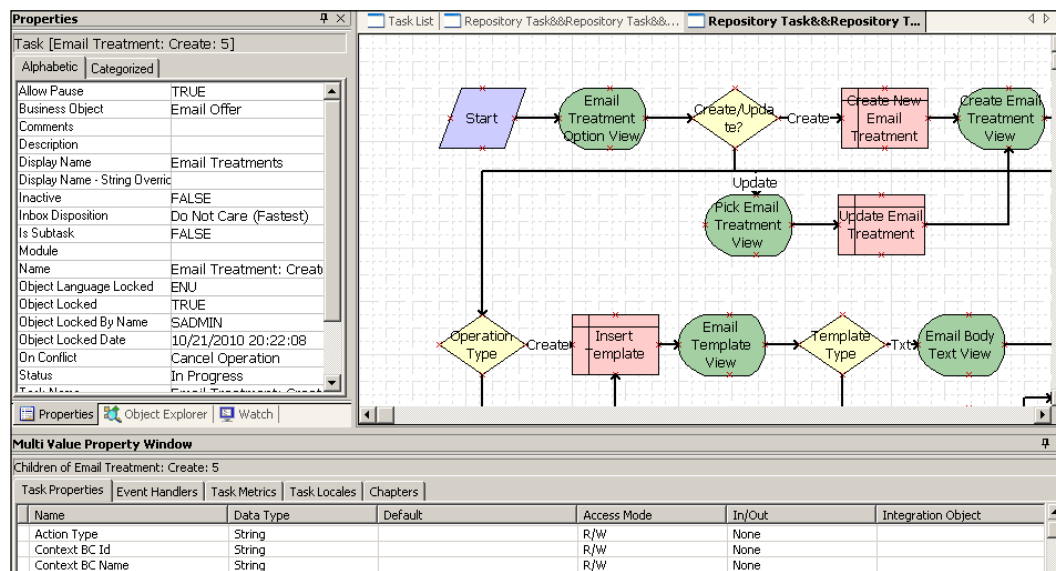 Properties
Task [Email Treatment: Create: 5]
Alphabetic
Categorized
Allow Pause TRUE
Business Object Email Offer
Comments
Description
Display Name Email Treatments
Display Name - String Overric
Inactive FALSE
Inbox Disposition Do Not Care (Fastest)
Is Subtask FALSE
Module
Name Email Treatment: Creat
Object Language Locked ENU
Object Locked TRUE
Object Locked By Name SADMIN
Object Locked Date 10/21/2010 20:22:08
On Conflict Cancel Operation
Status In Progress
Properties
Object Explorer
Watch
Task List
Repository Task&&Repository Task&&...
Repository Task&&Repository T...
Start
Email
Treatment
Option View
Create/Upda
te?
Create
Create New
Email
Treatment
Create Email
Treatment
View
Update
Pick Email
Treatment
View
Update Email
Treatment
Operation
Type
Create
Insert
Template
Email
Template
View
Template
Type
Txt
Email Body
Text View
Multi Value Property Window
Children of Email Treatment: Create: 5
Task Properties
Event Handlers
Task Metrics
Task Locales
Chapters
Name Data Type Default Access Mode In/Out Integration Object
Action Type String R/W None
Context BC Id String R/W None
Context BC Name String R/W None